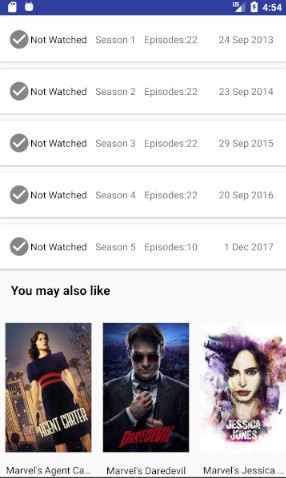 LTE 4:54
Not Watched Season 1 Episodes:22 24 Sep 2013
Not Watched Season 2 Episodes:22 23 Sep 2014
Not Watched Season 3 Episodes:22 29 Sep 2015
Not Watched Season 4 Episodes:22 20 Sep 2016
Not Watched Season 5 Episodes:10 1 Dec 2017
You may also like
AGENT CARTER
DAREDEVIL
JESSICA
JONES
Marvel's Agent Ca... Marvel's Daredevil Marvel's Jessica